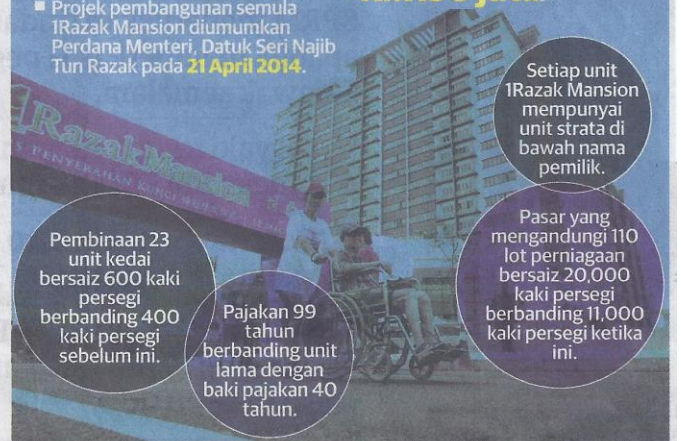 ▪ Projek pembangunan semula
1Razak Mansion diumumkan
Perdana Menteri, Datuk Seri Najib
Tun Razak pada 21 April 2014.
Setiap unit
1Razak Mansion
mempunyai
unit strata di
bawah nama
pemilik.
1RazakMansion
PENYERAHAN KUNCI
Pembinaan 23
unit kedai
bersaiz 600 kaki
persegi
berbanding 400
kaki persegi
sebelum ini.
Pajakan 99
tahun
berbanding unit
lama dengan
baki pajakan 40
tahun.
Pasar yang
mengandungi 110
lot perniagaan
bersaiz 20,000
kaki persegi
berbanding 11,000
kaki persegi ketika
ini.